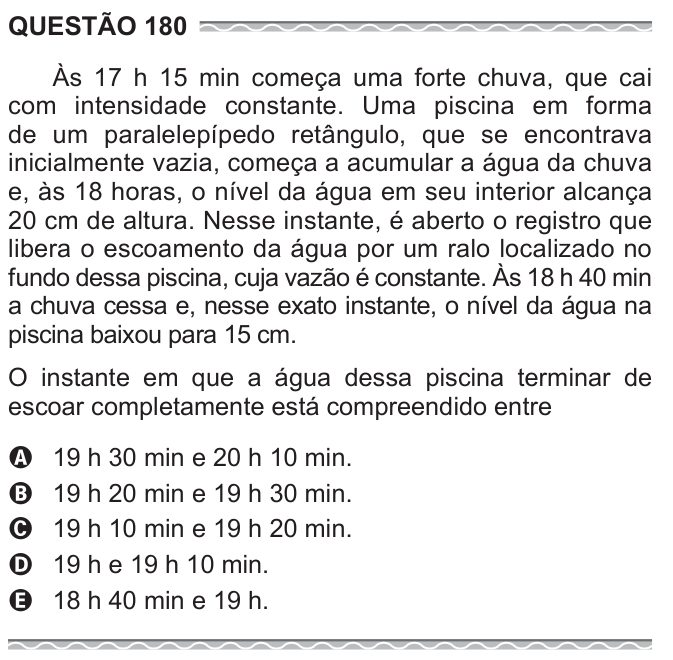 QUESTÃO 180
Às 17 h 15 min começa uma forte chuva, que cai
com intensidade constante. Uma piscina em forma
de um paralelepípedo retângulo, que se encontrava
inicialmente vazia, começa a acumular a água da chuva
e, às 18 horas, o nível da água em seu interior alcança
20 cm de altura. Nesse instante, é aberto o registro que
libera o escoamento da água por um ralo localizado no
fundo dessa piscina, cuja vazão é constante. Às 18 h 40 min
a chuva cessa e, nesse exato instante, o nível da água na
piscina baixou para 15 cm.
O instante em que a água dessa piscina terminar de
escoar completamente está compreendido entre
A 19 h 30 min e 20 h 10 min.
B 19 h 20 min e 19 h 30 min.
C 19 h 10 min e 19 h 20 min.
D 19 h e 19 h 10 min.
E 18 h 40 min e 19 h.